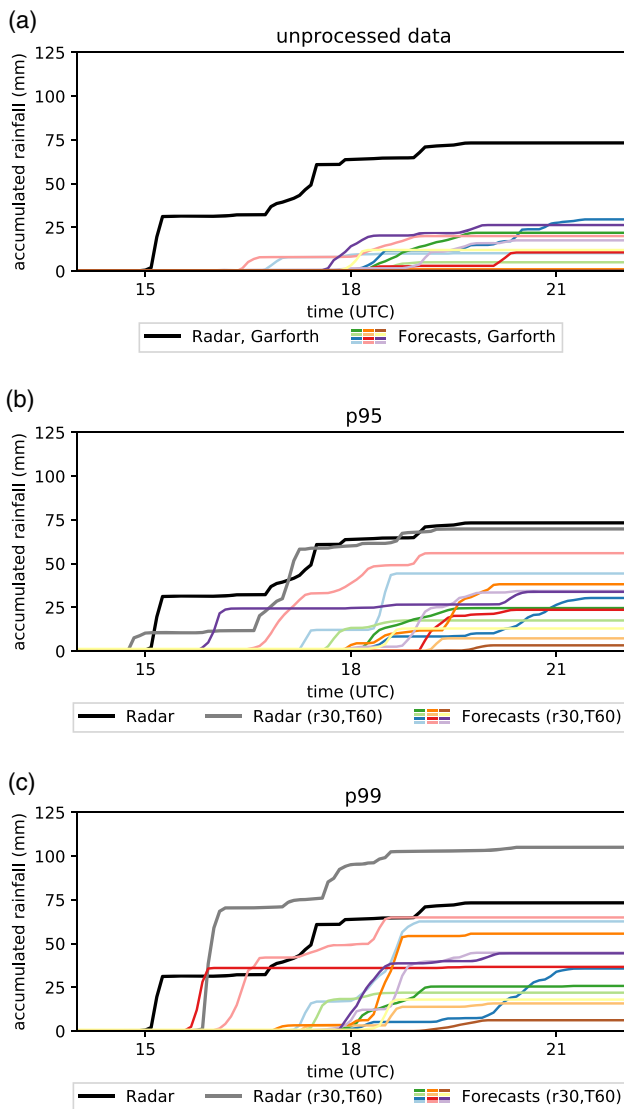 (a)
unprocessed data
accumulated rainfall (mm)
125
100
75
50
25
0
15 18 21
time (UTC)
Radar, Garforth Forecasts, Garforth
(b)
p95
accumulated rainfall (mm)
125
100
75
50
25
0
15 18 21
time (UTC)
Radar Radar (r30,T60) Forecasts (r30,T60)
(c)
p99
accumulated rainfall (mm)
125
100
75
50
25
0
15 18 21
time (UTC)
Radar Radar (r30,T60) Forecasts (r30,T60)